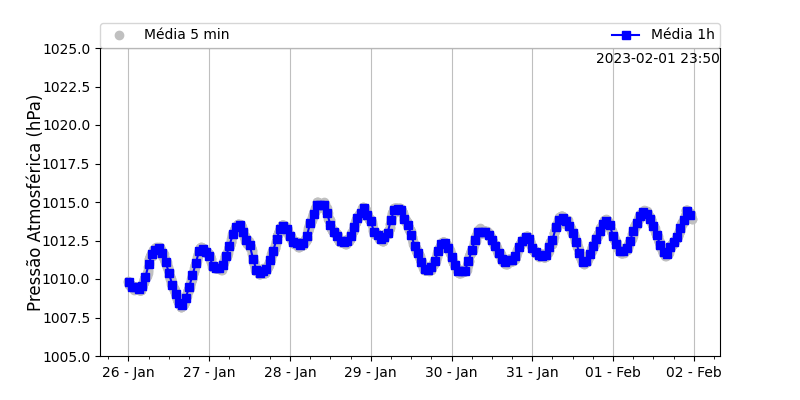 Média 5 min
Média 1h
2023-02-01 23:50
Pressão Atmosférica (hPa)
1025.0
1022.5
1020.0
1017.5
1015.0
1012.5
1010.0
1007.5
1005.0
26 - Jan
27 - Jan
28 - Jan
29 - Jan
30 - Jan
31 - Jan
01 - Feb
02 - Feb